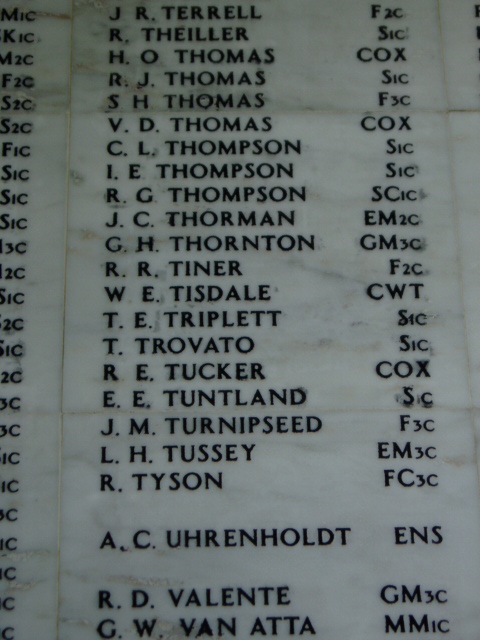 J R. TERRELL F2C
R. THEILLER S1C
H. O THOMAS COX
R. J. THOMAS S1C
S H THOMAS F3C
V. D. THOMAS COX
C. L. THOMPSON S1C
I. E THOMPSON S1C
R. G THOMPSON SC1C
J. C. THORMAN EM2C
G. H. THORNTON GM3C
R. R. TINER F2C
W E. TISDALE CWT
T. E. TRIPLETT S1C
T. TROVATO S1C
R E. TUCKER COX
E. E. TUNTLAND S1C
J. M. TURNIPSEED F3C
L. H. TUSSEY EM3C
R. TYSON FC3C
A. C. UHRENHOLDT ENS
R. D. VALENTE GM3C
G. W. VAN ATTA MM1C